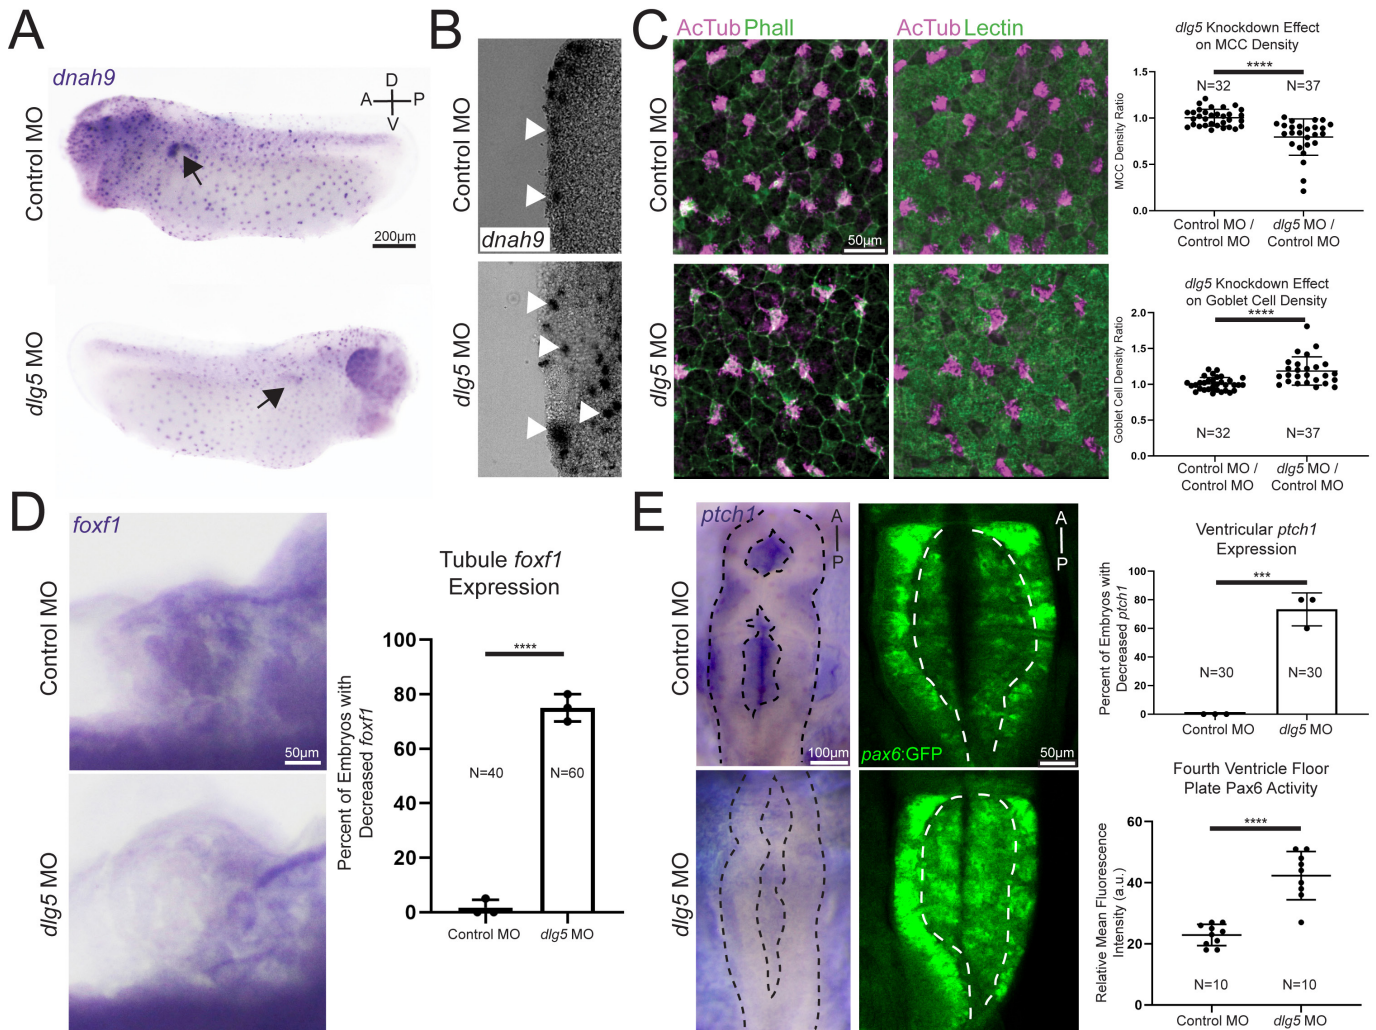 A
dnah9
Control MO
D
A P
V
200µm
dlg5 MO
B
Control MO
dnah9
dlg5 MO
C
AcTub Phall
AcTub Lectin
Control MO
50µm
dlg5 MO
dlg5 Knockdown Effect
on MCC Density
****
N=32
N=37
MCC Density Ratio
1.5
1.0
0.5
0.0
Control MO /
Control MO
dlg5 MO /
Control MO
dlg5 Knockdown Effect
on Goblet Cell Density
****
Goblet Cell Density Ratio
2.0
1.5
1.0
0.5
0.0
N=32
N=37
Control MO /
Control MO
dlg5 MO /
Control MO
D
foxf1
Control MO
50µm
dlg5 MO
Tubule foxf1
Expression
****
Percent of Embryos with
Decreased foxf1
100
80
60
40
20
0
N=40
N=60
Control MO
dlg5 MO
E
ptch1
A
P
Control MO
100µm
A
P
pax6:GFP
50µm
dlg5 MO
Ventricular ptch1
Expression
***
Percent of Embryos with
Decreased ptch1
100
80
60
40
20
0
N=30
N=30
Control MO
dlg5 MO
Fourth Ventricle Floor
Plate Pax6 Activity
****
Relative Mean Fluorescence
Intensity (a.u.)
60
40
20
0
N=10
N=10
Control MO
dlg5 MO